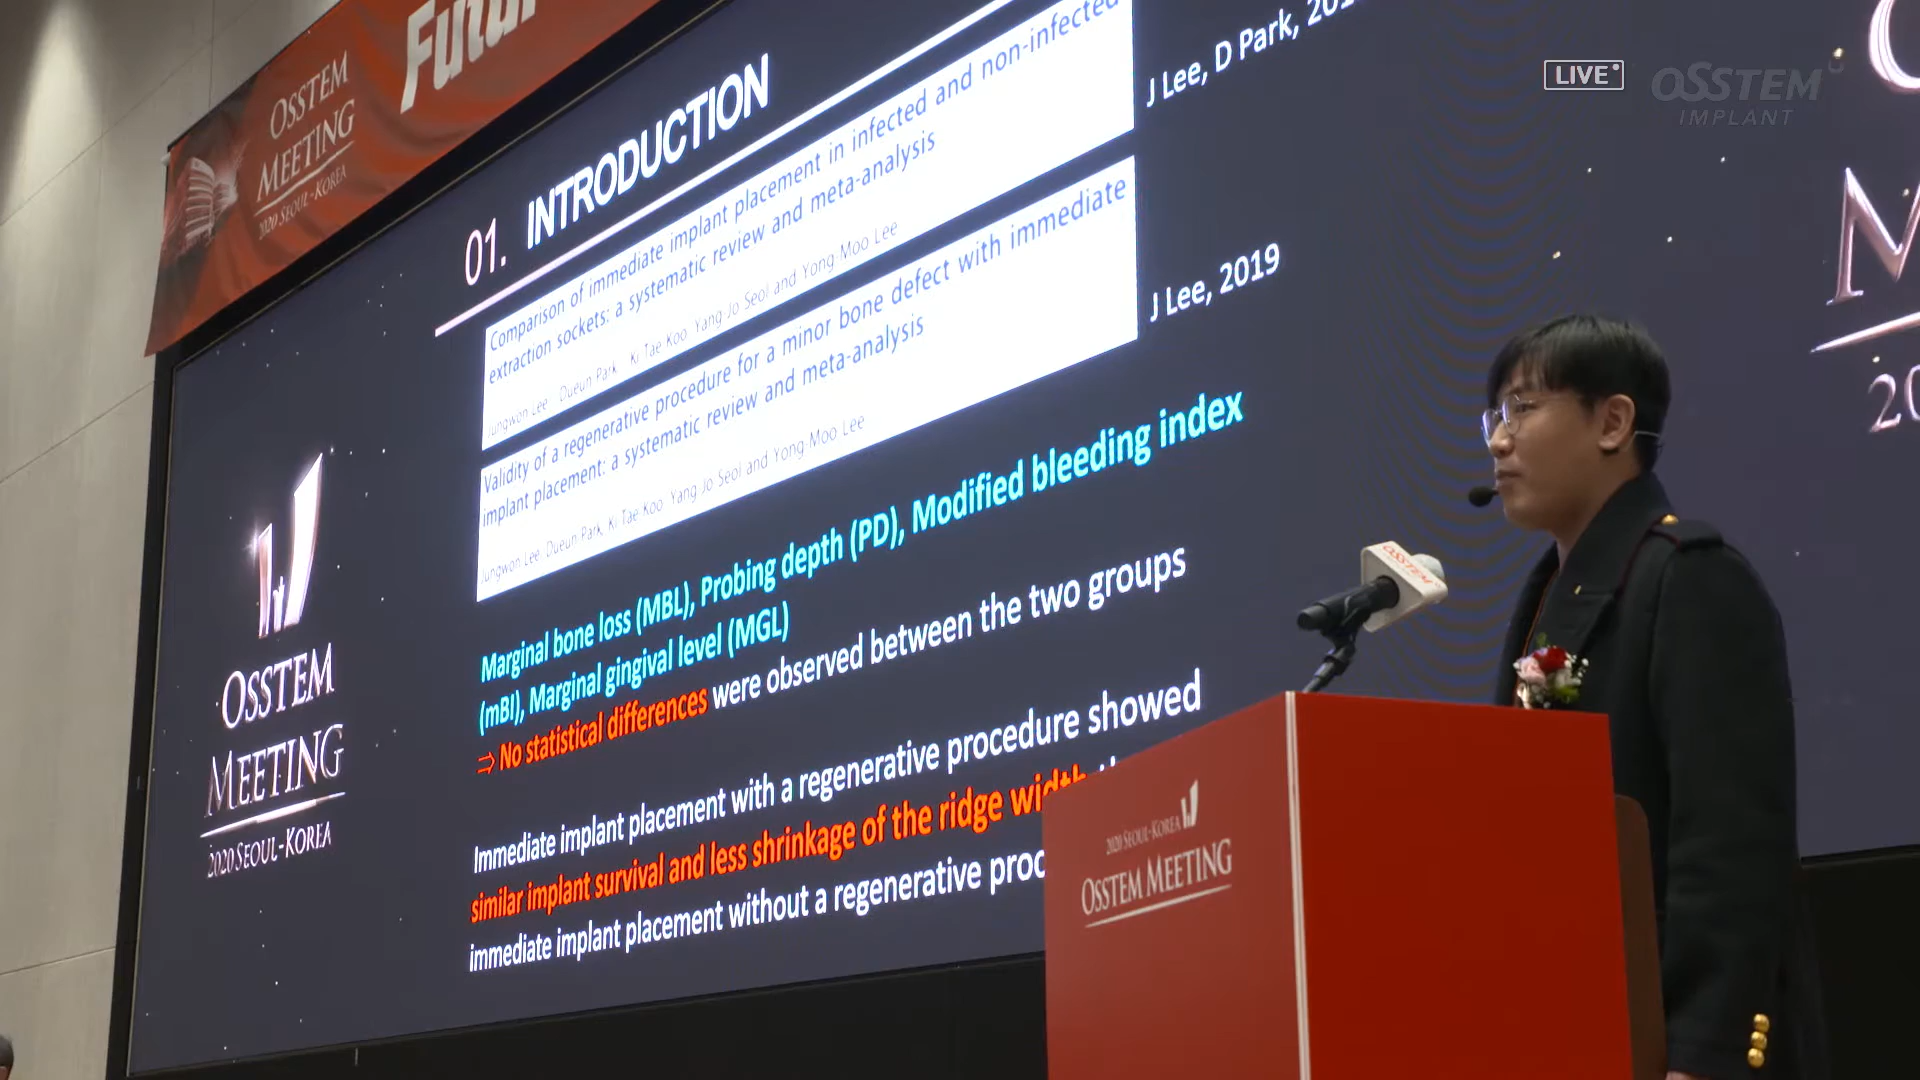 OSSTEM
MEETING
2020 SEOUL-KOREA
LIVE
OSSTEM
IMPLANT
01. INTRODUCTION
Comparison of immediate implant placement in infected and non-infected
extraction sockets: a systematic review and meta-analysis
Jungwon Lee, Dueun Park, Ki-Tae Koo, Yang-Jo Seol and Yong-Moo Lee
J Lee, D Park,
Validity of a regenerative procedure for a minor bone defect with immediate
implant placement: a systematic review and meta-analysis
Jungwon Lee, Dueun Park, Ki-Tae Koo, Yang-Jo Seol and Yong-Moo Lee
J Lee, 2019
Marginal bone loss (MBL), Probing depth (PD), Modified bleeding index
(mBI), Marginal gingival level (MGL)
⇒ No statistical differences were observed between the two groups
Immediate implant placement with a regenerative procedure showed
similar implant survival and less shrinkage of the ridge width
immediate implant placement without a regenerative proc
OSSTEM
MEETING
2020 SEOUL-KOREA
OSSTEM
2020 SEOUL-KOREA
OSSTEM MEETING